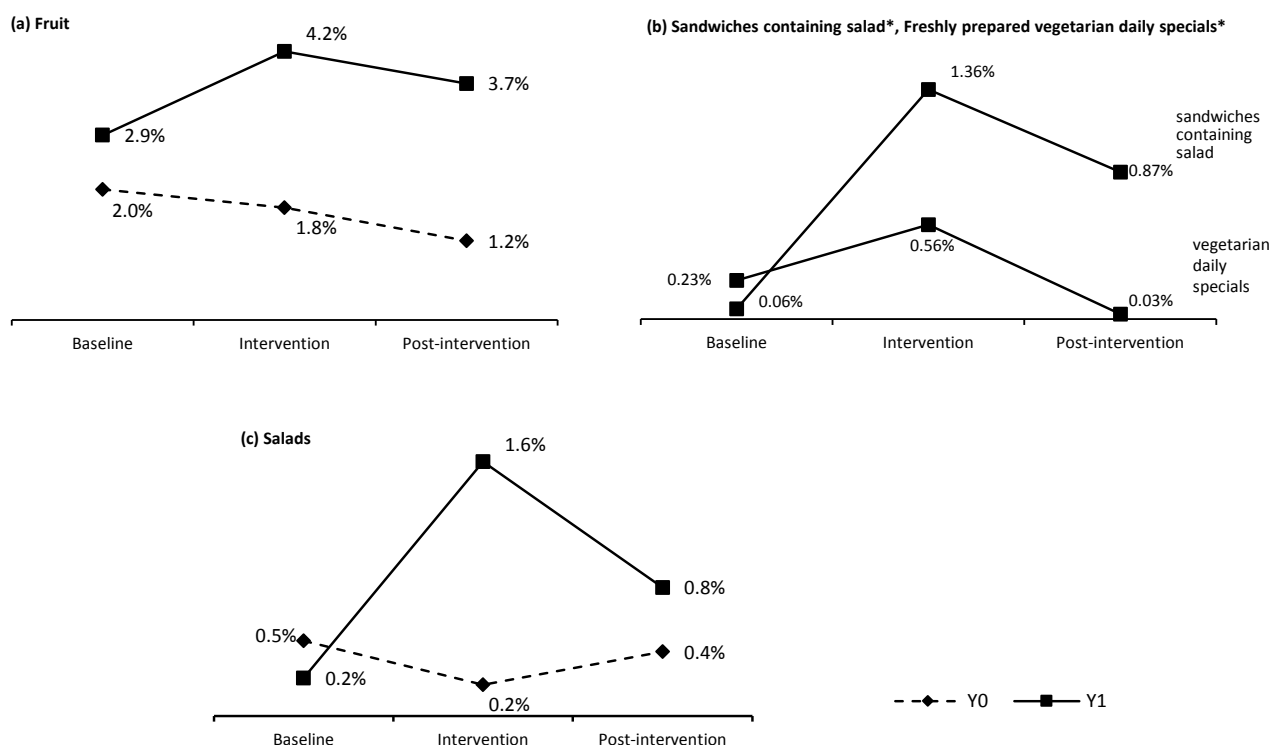 (a) Fruit
4.2%
3.7%
2.9%
2.0%
1.8%
1.2%
Baseline
Intervention
Post-intervention
(b) Sandwiches containing salad*, Freshly prepared vegetarian daily specials*
1.36%
sandwiches
containing
salad
0.87%
0.56%
vegetarian
daily
specials
0.23%
0.06%
0.03%
Baseline
Intervention
Post-intervention
(c) Salads
1.6%
0.8%
0.5%
0.4%
0.2%
0.2%
Baseline
Intervention
Post-intervention
Y0
Y1